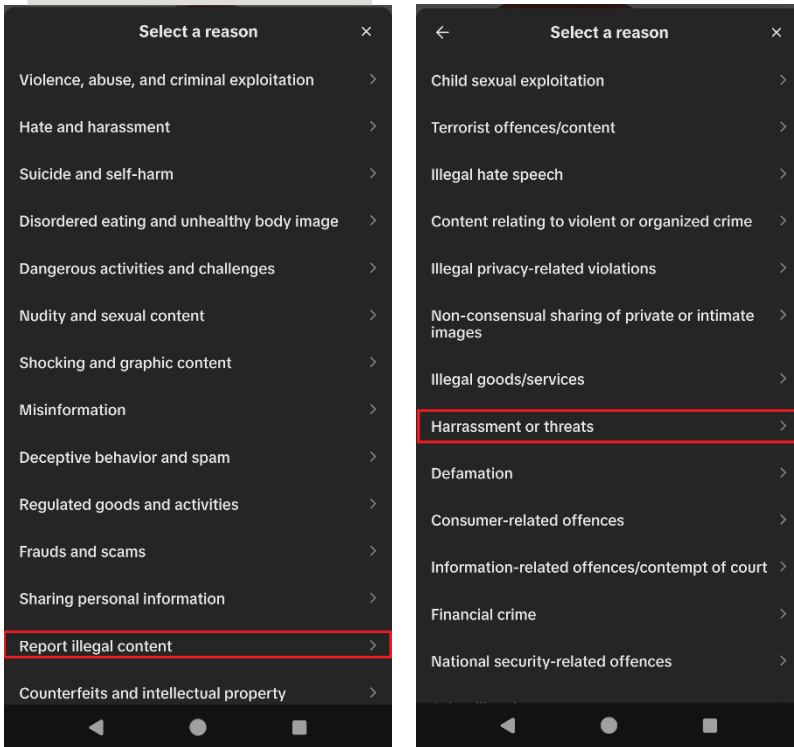 Select a reason
Violence, abuse, and criminal exploitation
Hate and harassment
Suicide and self-harm
Disordered eating and unhealthy body image
Dangerous activities and challenges
Nudity and sexual content
Shocking and graphic content
Misinformation
Deceptive behavior and spam
Regulated goods and activities
Frauds and scams
Sharing personal information
Report illegal content
Counterfeits and intellectual property
Select a reason
Child sexual exploitation
Terrorist offences/content
Illegal hate speech
Content relating to violent or organized crime
Illegal privacy-related violations
Non-consensual sharing of private or intimate
images
Illegal goods/services
Harrassment or threats
Defamation
Consumer-related offences
Information-related offences/contempt of court
Financial crime
National security-related offences